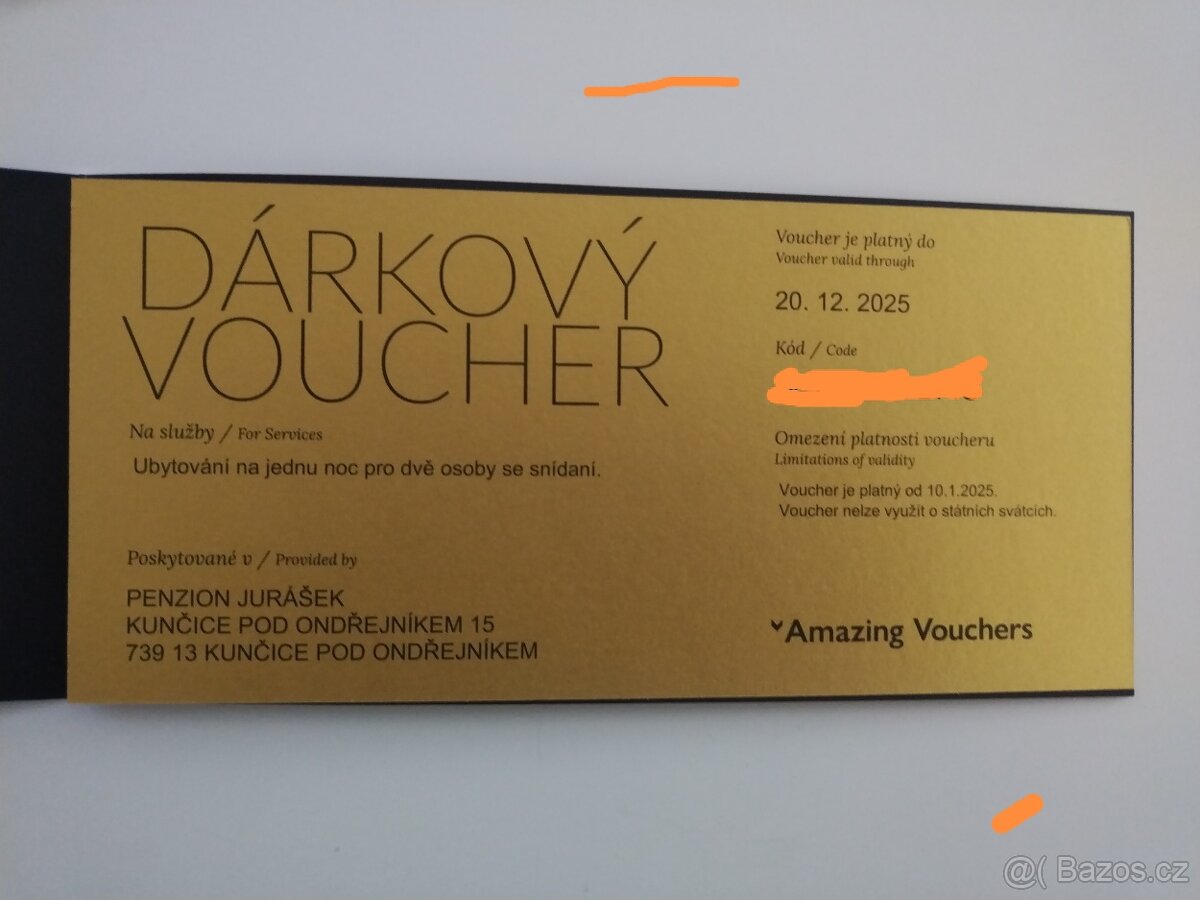 DÁRKOVÝ
VOUCHER
Na služby / For Services
Ubytování na jednu noc pro dvě osoby se snídaní.
Poskytované v / Provided by
PENZION JURÁŠEK
KUNČICE POD ONDŘEJNÍKEM 15
739 13 KUNČICE POD ONDŘEJNÍKEM
Voucher je platný do
Voucher valid through
20. 12. 2025
Kód / Code
Omezení platnosti voucheru
Limitations of validity
Voucher je platný od 10.1.2025.
Voucher nelze využít o státních svátcích.
Amazing Vouchers
@( Bazos.cz